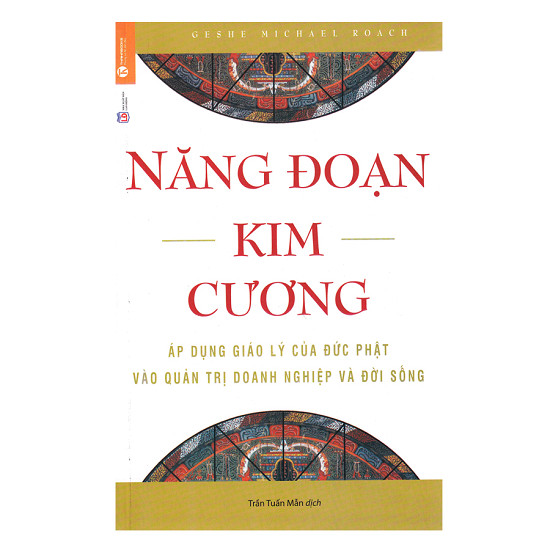 GESHE MICHAEL ROACH
NĂNG ĐOẠN
KIM
CƯƠNG
ÁP DỤNG GIÁO LÝ CỦA ĐỨC PHẬT
VÀO QUẢN TRỊ DOANH NGHIỆP VÀ ĐỜI SỐNG
Trần Tuấn Mẫn dịch